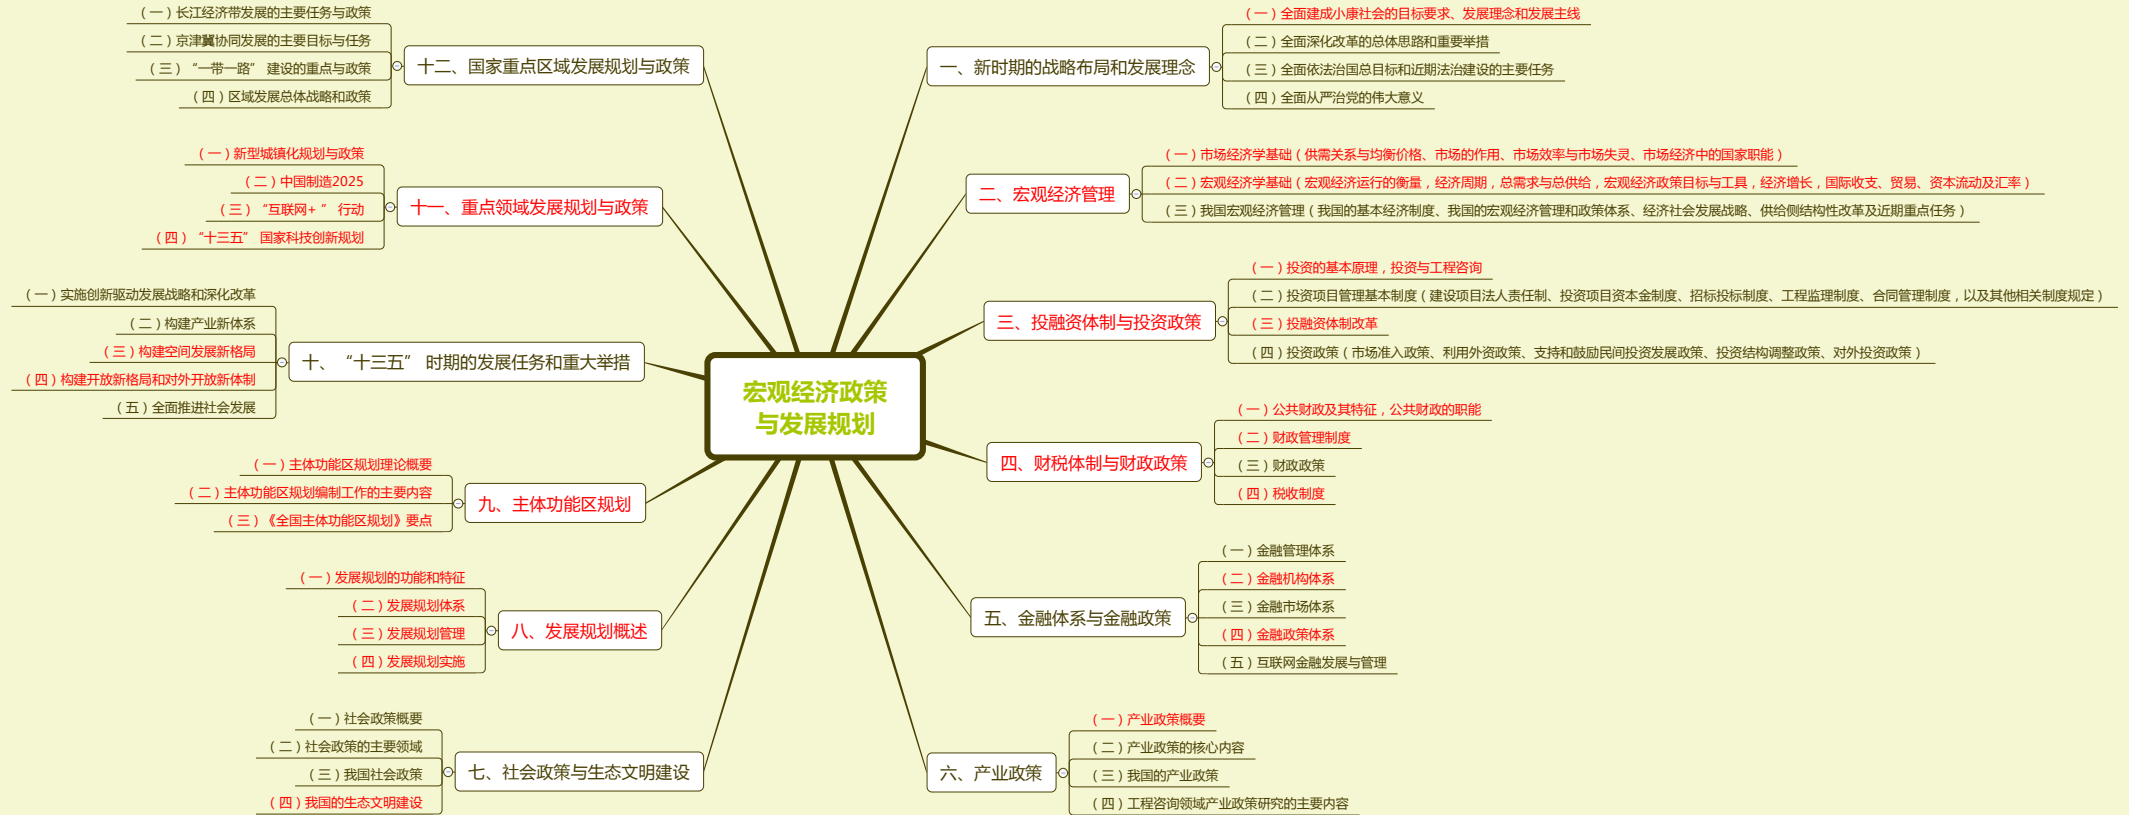 宏观经济政策
与发展规划
一、新时期的战略布局和发展理念
（一）全面建成小康社会的目标要求、发展理念和发展主线
（二）全面深化改革的总体思路和重要举措
（三）全面依法治国总目标和近期法治建设的主要任务
（四）全面从严治党的伟大意义
二、宏观经济管理
（一）市场经济学基础（供需关系与均衡价格、市场的作用、市场效率与市场失灵、市场经济中的国家职能）
（二）宏观经济学基础（宏观经济运行的衡量，经济周期，总需求与总供给，宏观经济政策目标与工具，经济增长，国际收支、贸易、资本流动及汇率）
（三）我国宏观经济管理（我国的基本经济制度、我国的宏观经济管理和政策体系、经济社会发展战略、供给侧结构性改革及近期重点任务）
三、投融资体制与投资政策
（一）投资的基本原理，投资与工程咨询
（二）投资项目管理基本制度（建设项目法人责任制、投资项目资本金制度、招标投标制度、工程监理制度、合同管理制度，以及其他相关制度规定）
（三）投融资体制改革
（四）投资政策（市场准入政策、利用外资政策、支持和鼓励民间投资发展政策、投资结构调整政策、对外投资政策）
四、财税体制与财政政策
（一）公共财政及其特征，公共财政的职能
（二）财政管理制度
（三）财政政策
（四）税收制度
五、金融体系与金融政策
（一）金融管理体系
（二）金融机构体系
（三）金融市场体系
（四）金融政策体系
（五）互联网金融发展与管理
六、产业政策
（一）产业政策概要
（二）产业政策的核心内容
（三）我国的产业政策
（四）工程咨询领域产业政策研究的主要内容
七、社会政策与生态文明建设
（一）社会政策概要
（二）社会政策的主要领域
（三）我国社会政策
（四）我国的生态文明建设
八、发展规划概述
（一）发展规划的功能和特征
（二）发展规划体系
（三）发展规划管理
（四）发展规划实施
九、主体功能区规划
（一）主体功能区规划理论概要
（二）主体功能区规划编制工作的主要内容
（三）《全国主体功能区规划》要点
十、“十三五” 时期的发展任务和重大举措
（一）实施创新驱动发展战略和深化改革
（二）构建产业新体系
（三）构建空间发展新格局
（四）构建开放新格局和对外开放新体制
（五）全面推进社会发展
十一、重点领域发展规划与政策
（一）新型城镇化规划与政策
（二）中国制造2025
（三）“互联网+ ” 行动
（四）“十三五” 国家科技创新规划
十二、国家重点区域发展规划与政策
（一）长江经济带发展的主要任务与政策
（二）京津翼协同发展的主要目标与任务
（三）“一带一路” 建设的重点与政策
（四）区域发展总体战略和政策